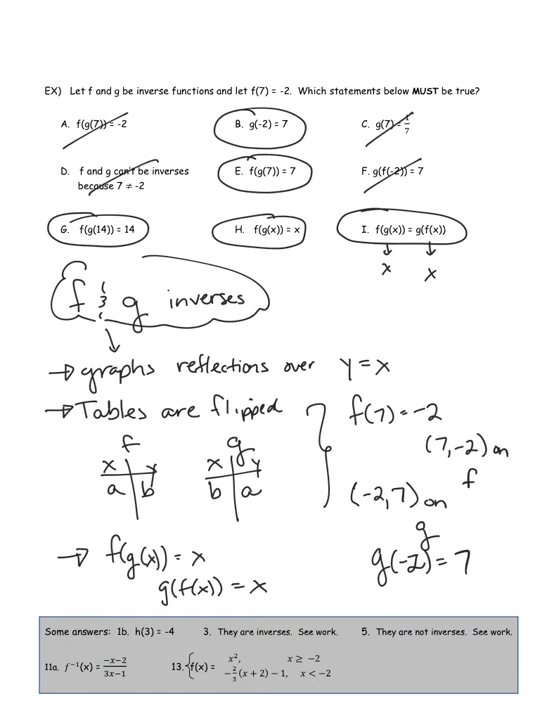 EX) Let f and g be inverse functions and let f(7) = -2. Which statements below MUST be true?
A. f(g(7)) = -2 B. g(-2) = 7 C. g(7) = 1/7
D. f and g can't be inverses because 7 ≠ -2 E. f(g(7)) = 7 F. g(f(-2)) = 7
G. f(g(14)) = 14 H. f(g(x)) = x I. f(g(x)) = g(f(x))
x x
f & g inverses
→ graphs reflections over y = x
→ Tables are flipped
f(7) = -2
f g
(7, -2) on f
x | y x | y
a | b b | a
(-2, 7) on g
→ f(g(x)) = x
g(f(x)) = x
g(-2) = 7
Some answers: 1b. h(3) = -4 3. They are inverses. See work. 5. They are not inverses. See work.
11a. f⁻¹(x) = (-x-2)/(3x-1) 13. f(x) = { x², x ≥ -2
-2/3(x + 2) - 1, x < -2